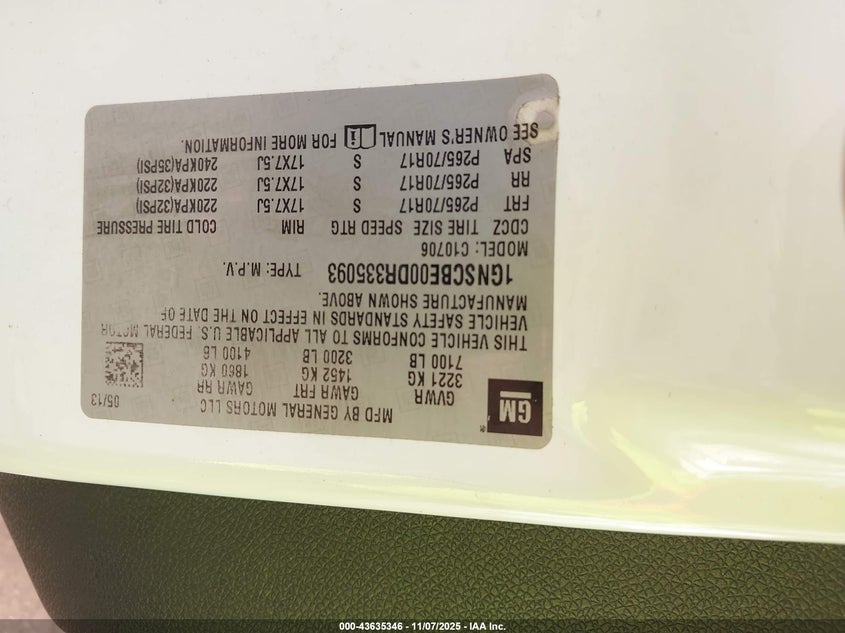 MFD BY GENERAL MOTORS LLC 05/13
GM ®
GVWR GAWR FRT GAWR RR
3221 KG 1452 KG 1860 KG
7100 LB 3200 LB 4100 LB
THIS VEHICLE CONFORMS TO ALL APPLICABLE U.S. FEDERAL MOTOR
VEHICLE SAFETY STANDARDS IN EFFECT ON THE DATE OF
MANUFACTURE SHOWN ABOVE.
1GNSCBE00DR335093 TYPE: M.P.V.
MODEL: C10706
CDCZ TIRE SIZE SPEED RTG RIM COLD TIRE PRESSURE
FRT P265/70R17 S 17X7.5J 220KPA(32PSI)
RR P265/70R17 S 17X7.5J 220KPA(32PSI)
SPA P265/70R17 S 17X7.5J 240KPA(35PSI)
SEE OWNER'S MANUAL FOR MORE INFORMATION.
000-43635346 - 11/07/2025 - IAA Inc.